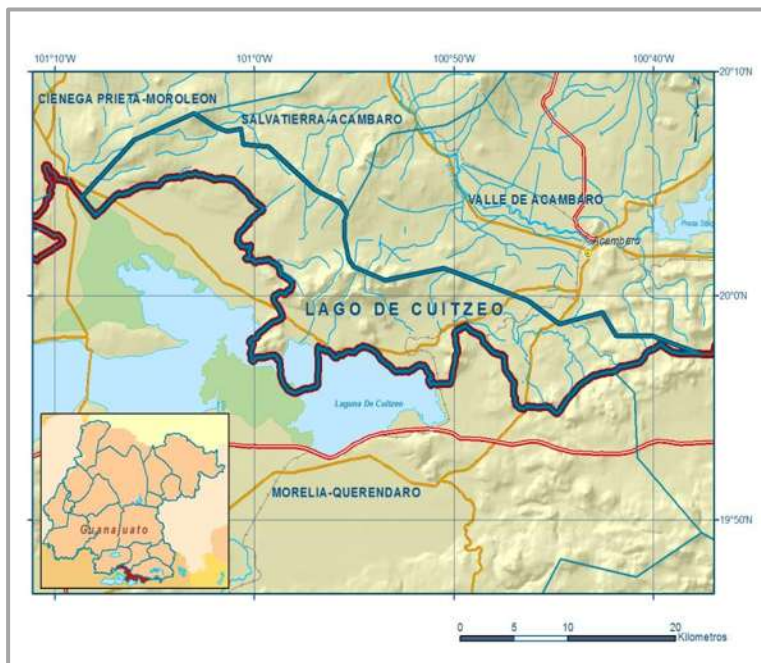 101°10'W
101°0'W
100°50'W
100°40'W
20°10'N
CIENEGA PRIETA-MOROLEON
SALVATIERRA-ACAMBARO
VALLE DE ACAMBARO
Acambaro
20°0'N
LAGO DE CUITZEO
Laguna De Cuitzeo
MORELIA-QUERENDARO
19°50'N
Guanajuato
0
5
10
20
Kilometros